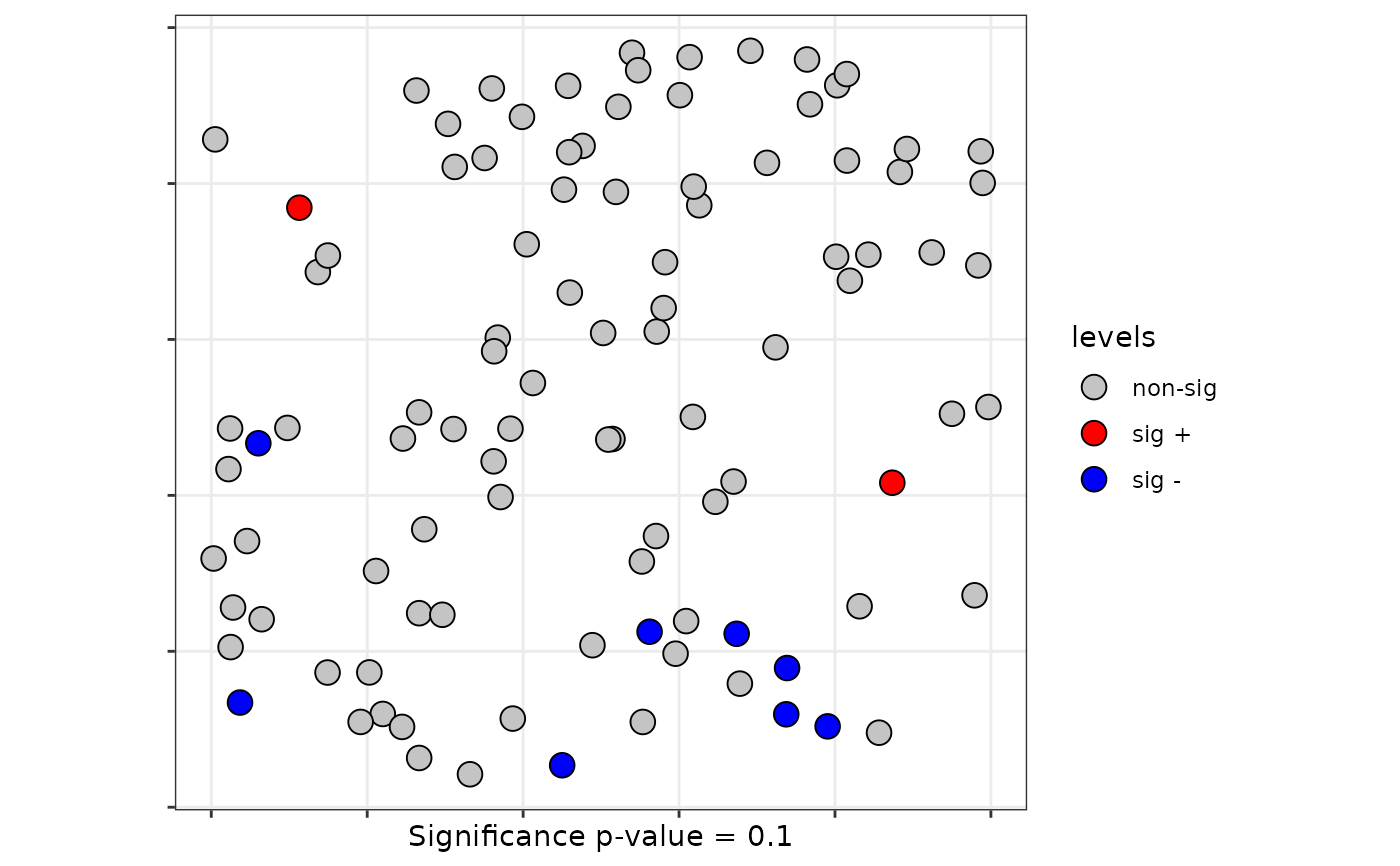 levels
non-sig
sig +
sig -
Significance p-value = 0.1